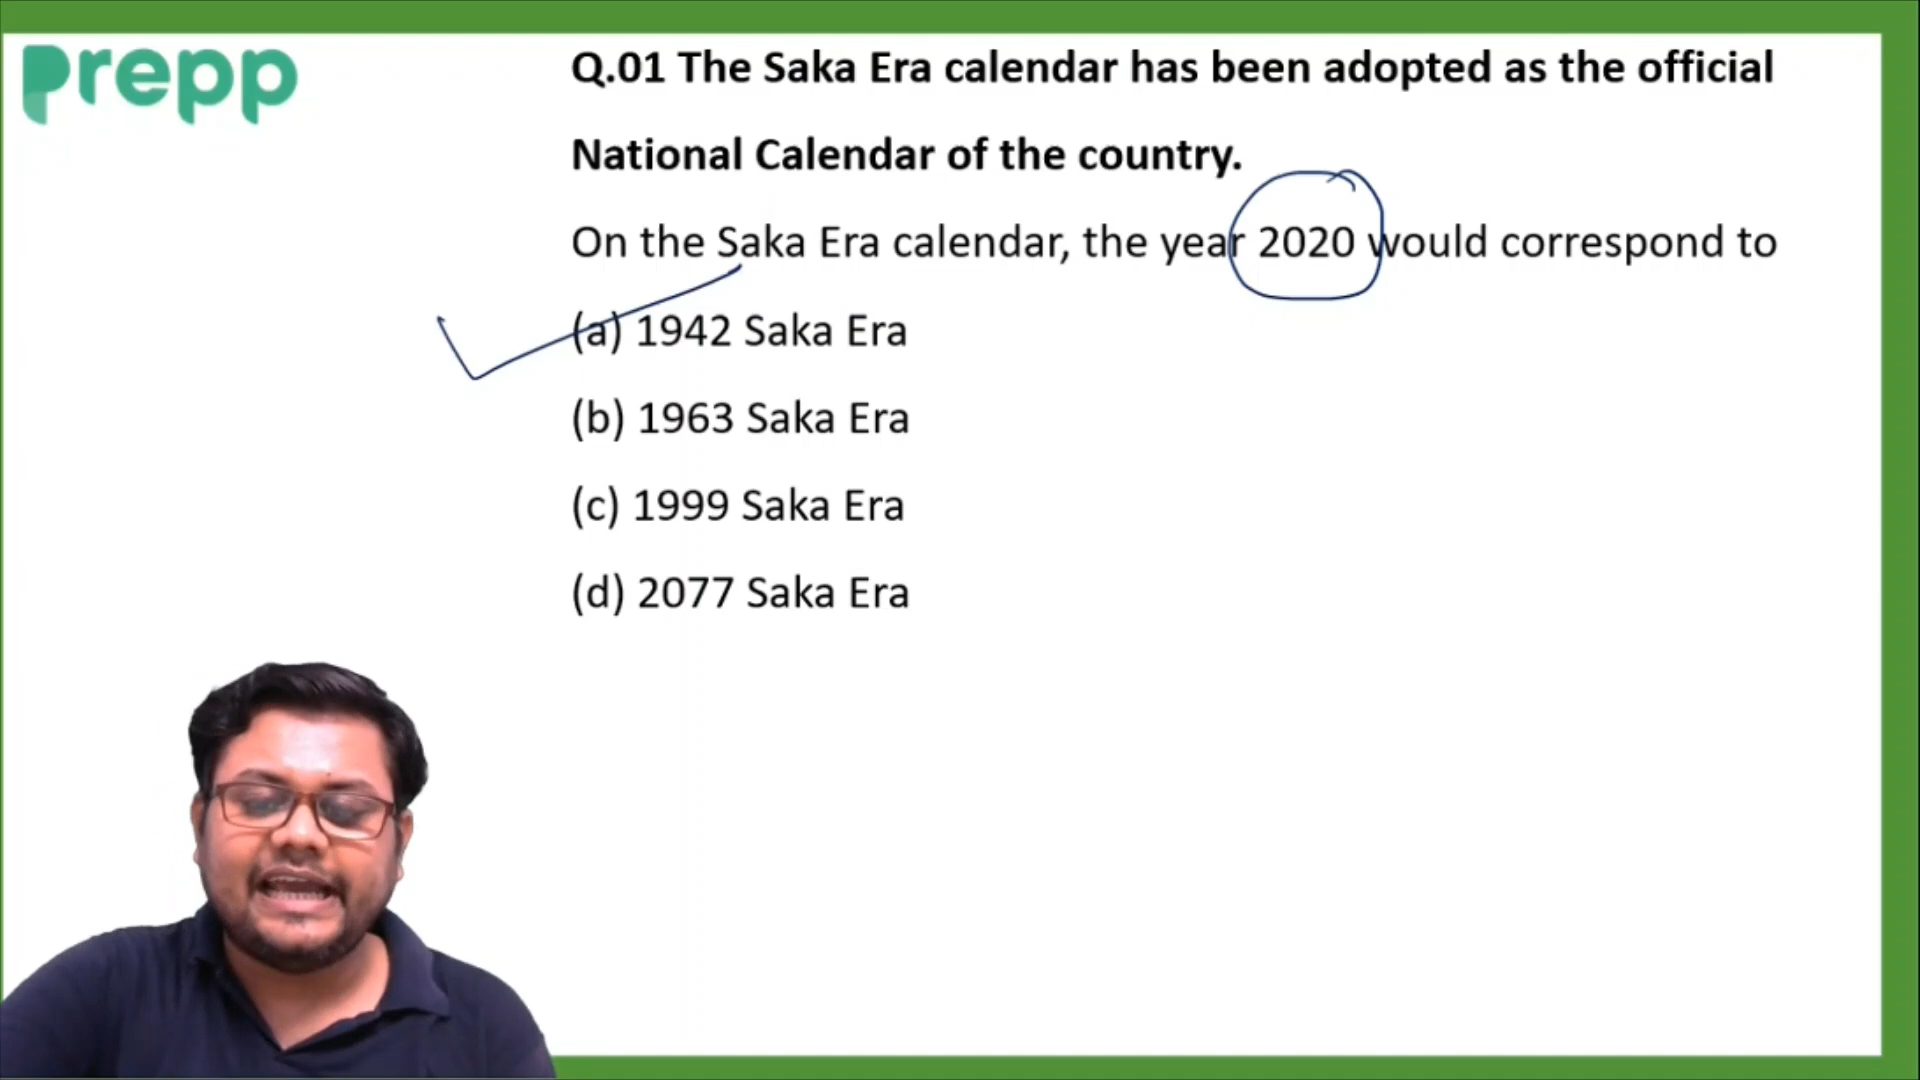 prepp
Q.01 The Saka Era calendar has been adopted as the official
National Calendar of the country.
On the Saka Era calendar, the year 2020 would correspond to
(a) 1942 Saka Era
(b) 1963 Saka Era
(c) 1999 Saka Era
(d) 2077 Saka Era